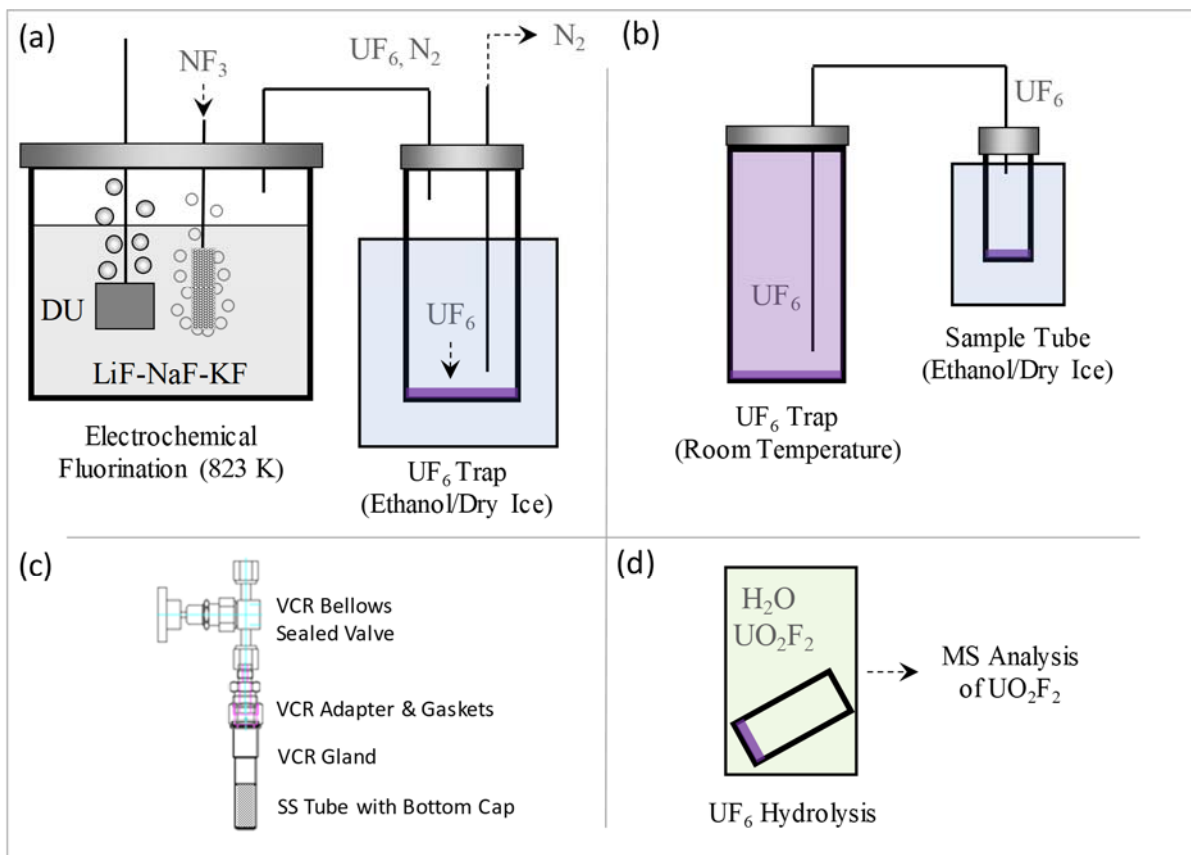 (a)
NF₃
UF₆, N₂
N₂
DU
LiF-NaF-KF
UF₆
Electrochemical
Fluorination (823 K)
UF₆ Trap
(Ethanol/Dry Ice)
(b)
UF₆
UF₆
UF₆ Trap
(Room Temperature)
Sample Tube
(Ethanol/Dry Ice)
(c)
VCR Bellows
Sealed Valve
VCR Adapter & Gaskets
VCR Gland
SS Tube with Bottom Cap
(d)
H₂O
UO₂F₂
MS Analysis
of UO₂F₂
UF₆ Hydrolysis